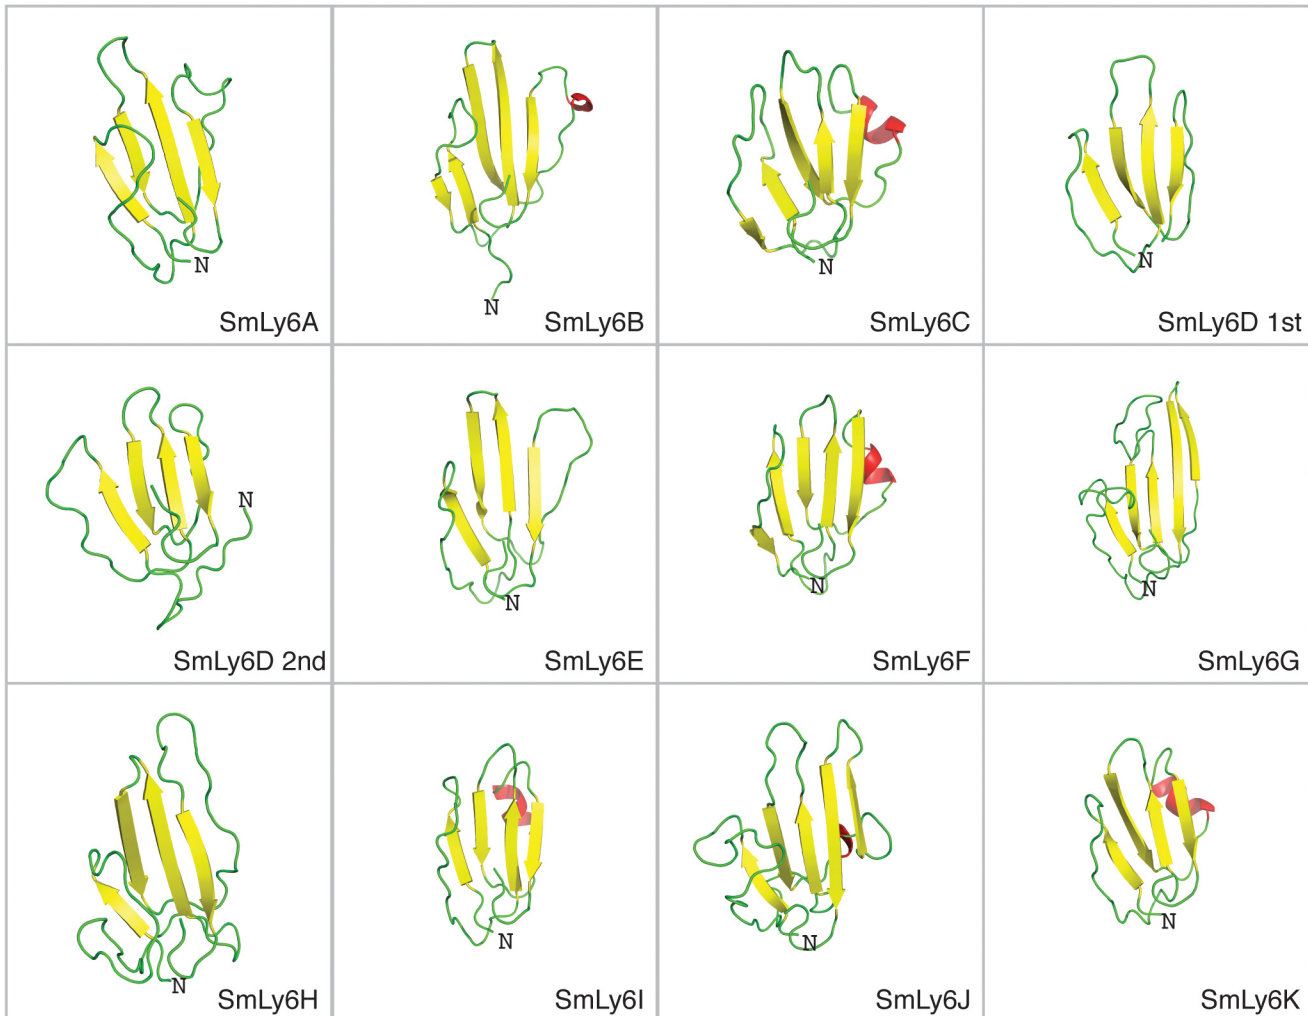 N
SmLy6A
N
SmLy6B
N
SmLy6C
N
SmLy6D 1st
N
SmLy6D 2nd
N
SmLy6E
N
SmLy6F
N
SmLy6G
N
SmLy6H
N
SmLy6I
N
SmLy6J
N
SmLy6K